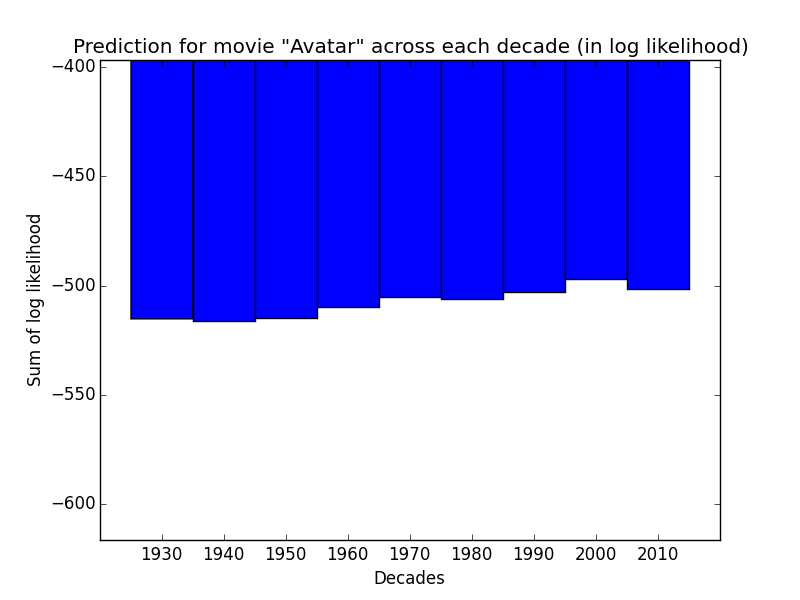 Prediction for movie "Avatar" across each decade (in log likelihood)
−400
−450
−500
−550
−600
Sum of log likelihood
1930 1940 1950 1960 1970 1980 1990 2000 2010
Decades